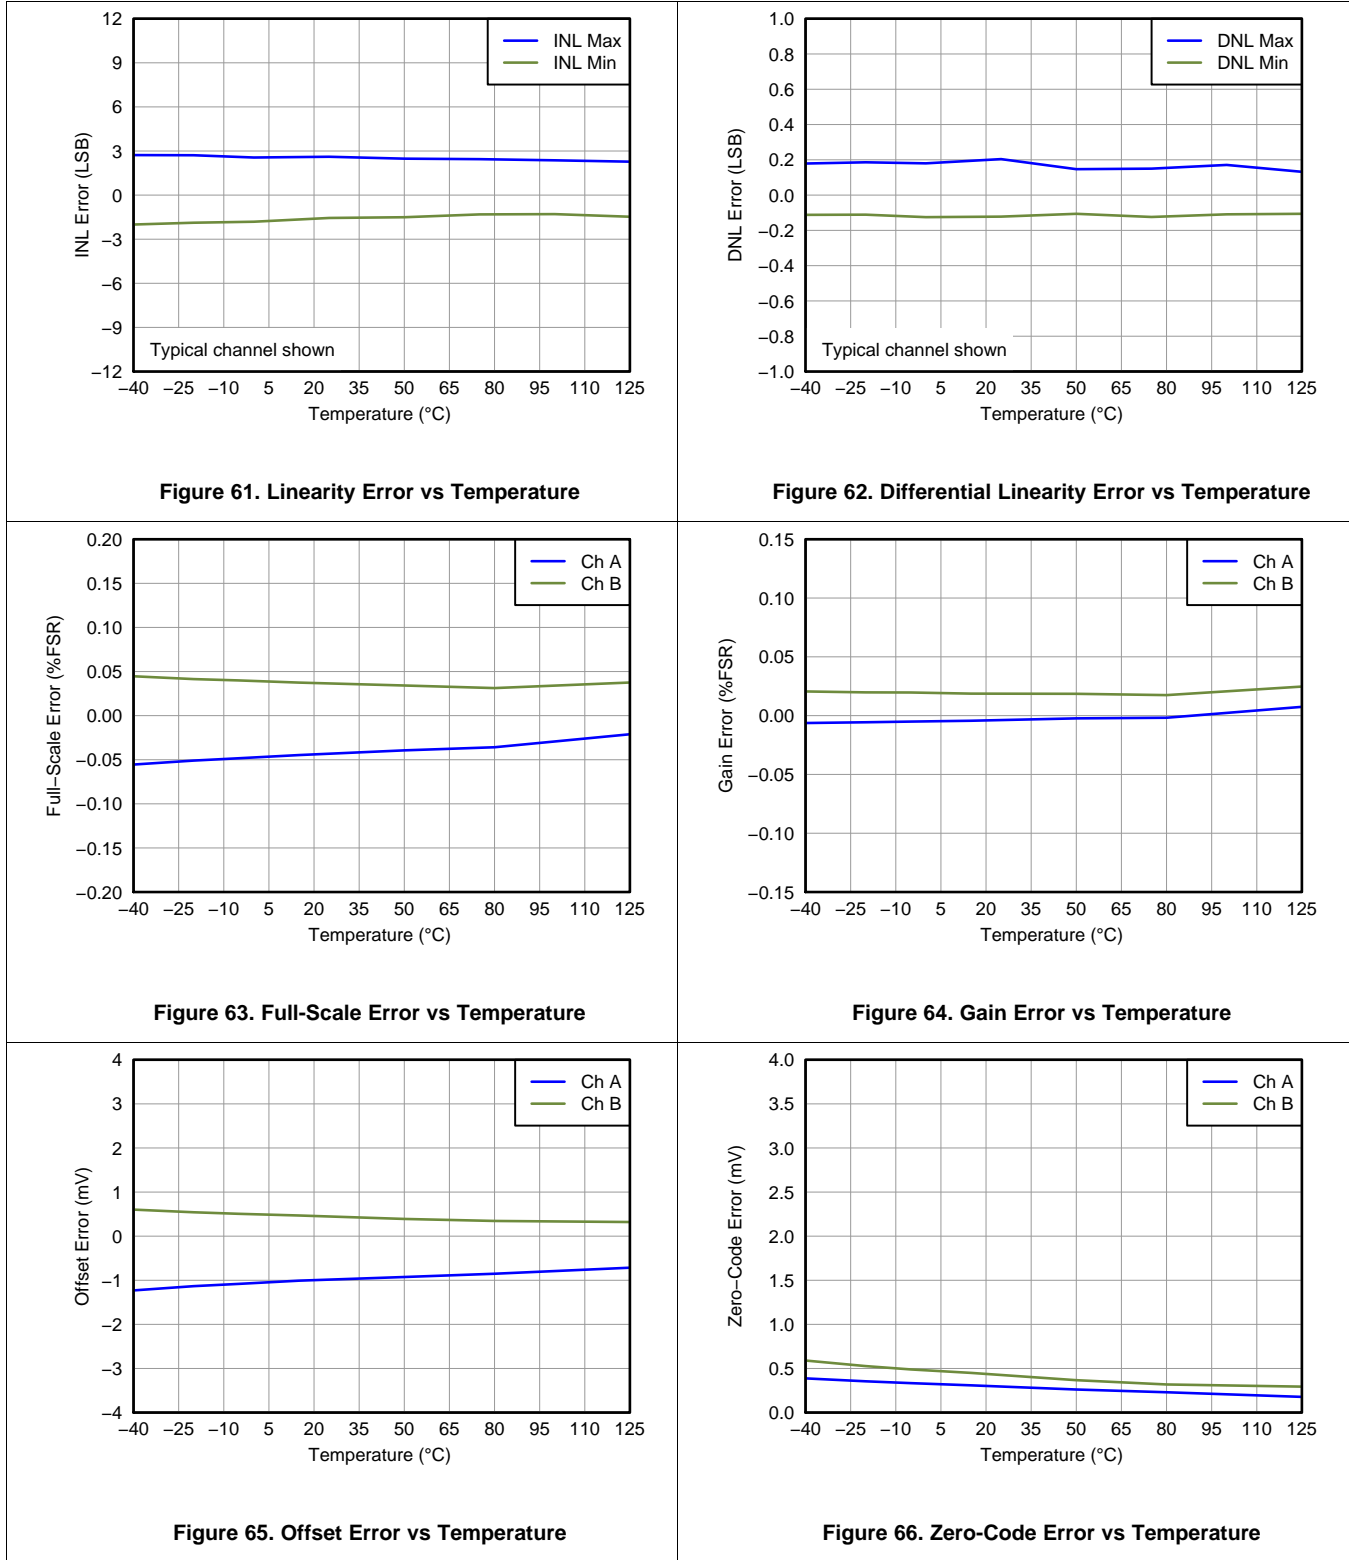 12
9
6
3
0
−3
−6
−9
−12
INL Error (LSB)
INL Max
INL Min
Typical channel shown
−40 −25 −10 5 20 35 50 65 80 95 110 125
Temperature (°C)
Figure 61. Linearity Error vs Temperature
1.0
0.8
0.6
0.4
0.2
0.0
−0.2
−0.4
−0.6
−0.8
−1.0
DNL Error (LSB)
DNL Max
DNL Min
Typical channel shown
−40 −25 −10 5 20 35 50 65 80 95 110 125
Temperature (°C)
Figure 62. Differential Linearity Error vs Temperature
0.20
0.15
0.10
0.05
0.00
−0.05
−0.10
−0.15
−0.20
Full−Scale Error (%FSR)
Ch A
Ch B
−40 −25 −10 5 20 35 50 65 80 95 110 125
Temperature (°C)
Figure 63. Full-Scale Error vs Temperature
0.15
0.10
0.05
0.00
−0.05
−0.10
−0.15
Gain Error (%FSR)
Ch A
Ch B
−40 −25 −10 5 20 35 50 65 80 95 110 125
Temperature (°C)
Figure 64. Gain Error vs Temperature
4
3
2
1
0
−1
−2
−3
−4
Offset Error (mV)
Ch A
Ch B
−40 −25 −10 5 20 35 50 65 80 95 110 125
Temperature (°C)
Figure 65. Offset Error vs Temperature
4.0
3.5
3.0
2.5
2.0
1.5
1.0
0.5
0.0
Zero−Code Error (mV)
Ch A
Ch B
−40 −25 −10 5 20 35 50 65 80 95 110 125
Temperature (°C)
Figure 66. Zero-Code Error vs Temperature